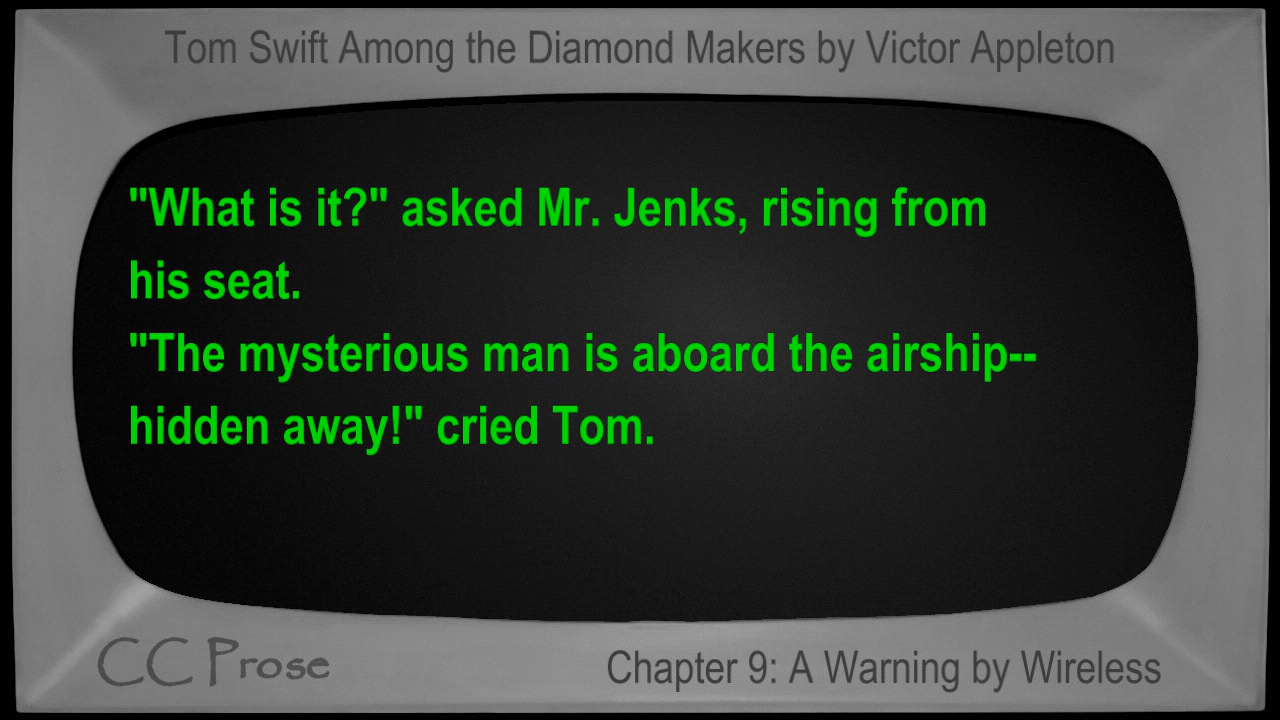 Tom Swift Among the Diamond Makers by Victor Appleton
"What is it?" asked Mr. Jenks, rising from
his seat.
"The mysterious man is aboard the airship--
hidden away!" cried Tom.
CC Prose
Chapter 9: A Warning by Wireless